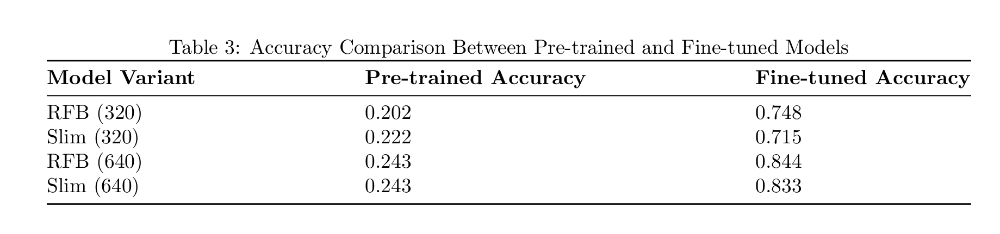 Table 3: Accuracy Comparison Between Pre-trained and Fine-tuned Models
Model Variant Pre-trained Accuracy Fine-tuned Accuracy
RFB (320) 0.202 0.748
Slim (320) 0.222 0.715
RFB (640) 0.243 0.844
Slim (640) 0.243 0.833